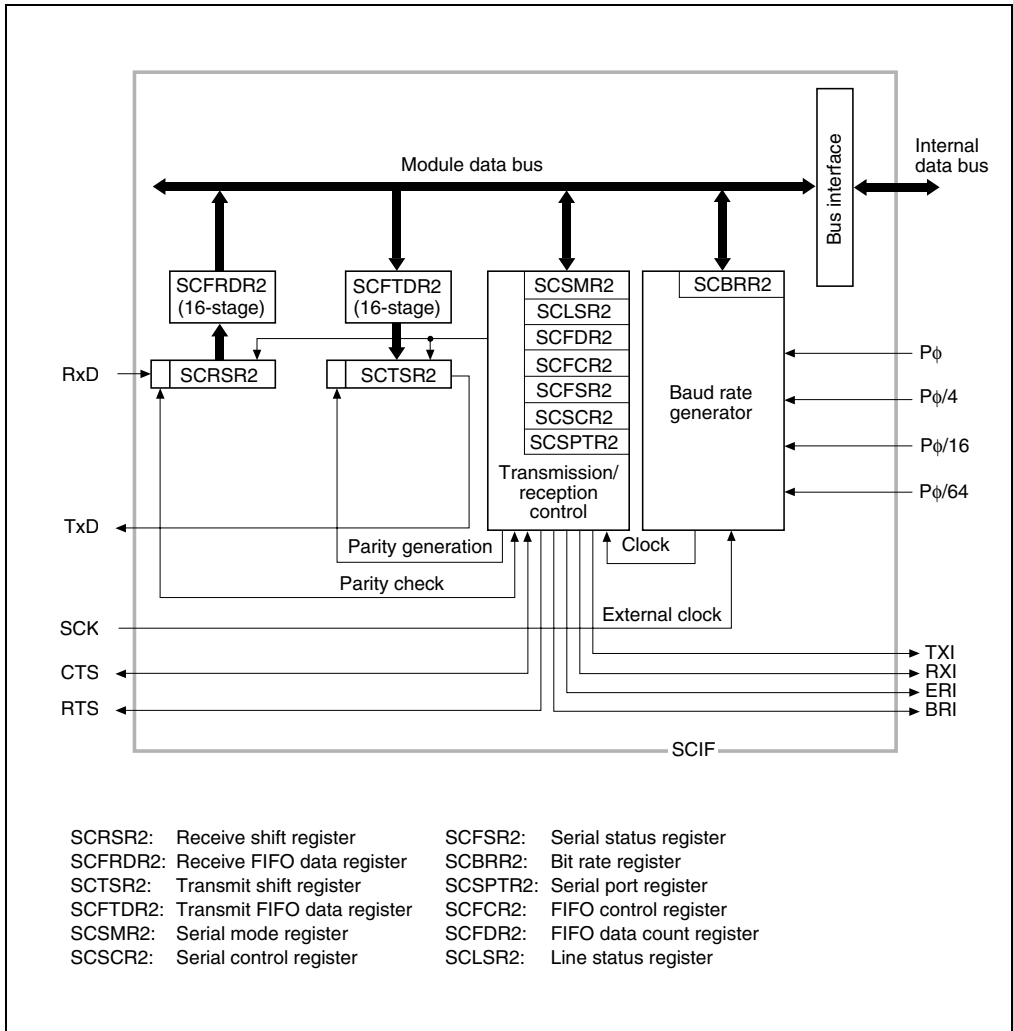 Module data bus
Bus interface
Internal
data bus
SCFRDR2
(16-stage)
SCFTDR2
(16-stage)
SCSMR2
SCLSR2
SCFDR2
SCFCR2
SCFSR2
SCSCR2
SCSPTR2
Transmission/
reception
control
SCBRR2
Baud rate
generator
RxD
SCRSR2
SCTSR2
Pϕ
Pϕ/4
Pϕ/16
Pϕ/64
TxD
Parity generation
Clock
Parity check
External clock
SCK
CTS
RTS
TXI
RXI
ERI
BRI
SCIF
SCRSR2: Receive shift register
SCFRDR2: Receive FIFO data register
SCTSR2: Transmit shift register
SCFTDR2: Transmit FIFO data register
SCSMR2: Serial mode register
SCSCR2: Serial control register
SCFSR2: Serial status register
SCBRR2: Bit rate register
SCSPTR2: Serial port register
SCFCR2: FIFO control register
SCFDR2: FIFO data count register
SCLSR2: Line status register